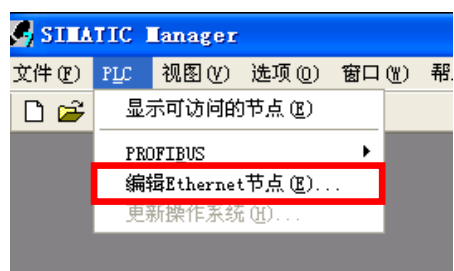 SIMATIC Manager
文件(F) PLC 视图(V) 选项(O) 窗口(W) 帮
显示可访问的节点(E)
PROFIBUS
编辑Ethernet节点(E)...
更新操作系统(H)...